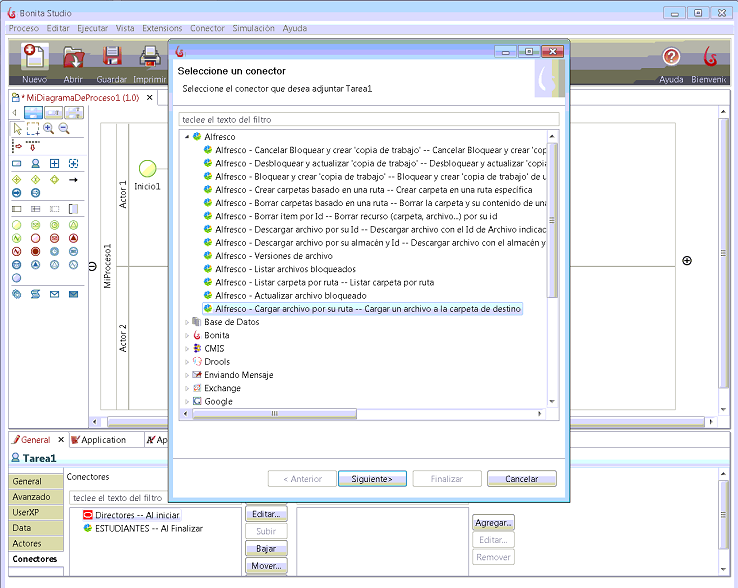 Bonita Studio
Proceso Editar Ejecutar Vista Extensions Conector Simulación Ayuda
Nuevo Abrir Guardar Imprimir Ayuda Bienveni
*MiDiagramaDeProceso1 (1.0)
Seleccione un conector
Seleccione el conector que desea adjuntar Tarea1
teclee el texto del filtro
Alfresco
Alfresco - Cancelar Bloquear y crear 'copia de trabajo' -- Cancelar Bloquear y crear 'cop
Alfresco - Desbloquear y actualizar 'copia de trabajo' -- Desbloquear y actualizar 'copia
Alfresco - Bloquear y crear 'copia de trabajo' -- Bloquear y crear 'copia de trabajo' de u
Alfresco - Crear carpetas basado en una ruta -- Crear carpeta en una ruta específica
Alfresco - Borrar carpetas basado en una ruta -- Borrar la carpeta y su contenido de una
Alfresco - Borrar item por Id -- Borrar recurso (carpeta, archivo...) por su id
Alfresco - Descargar archivo por su Id -- Descargar archivo con el Id de Archivo indicad
Alfresco - Descargar archivo por su almacén y Id -- Descargar archivo con el almacén y
Alfresco - Versiones de archivo
Alfresco - Listar archivos bloqueados
Alfresco - Listar carpeta por ruta -- Listar carpeta por ruta
Alfresco - Actualizar archivo bloqueado
Alfresco - Cargar archivo por su ruta -- Cargar un archivo a la carpeta de destino
Base de Datos
Bonita
CMIS
Drools
Enviando Mensaje
Exchange
Google
< Anterior Siguiente> Finalizar Cancelar
MiProceso1
Actor 1
Actor 2
Inicio1
General Application Ap
Tarea1
General
Avanzado
UserXP
Data
Actores
Conectores
Conectores
teclee el texto del filtro
Directores -- Al iniciar
ESTUDIANTES -- Al Finalizar
Editar...
Subir
Bajar
Mover...
Agregar...
Editar...
Remover